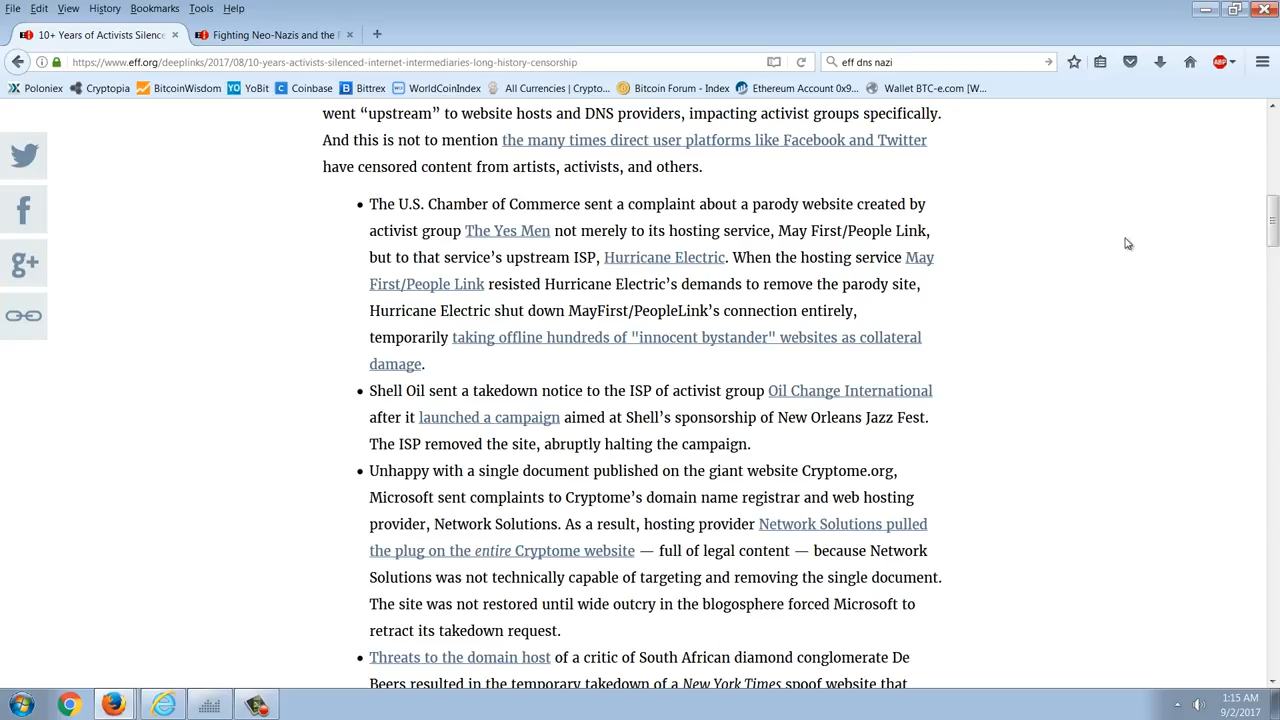 File Edit View History Bookmarks Tools Help
10+ Years of Activists Silence
Fighting Neo-Nazis and the
https://www.eff.org/deeplinks/2017/08/10-years-activists-silenced-internet-intermediaries-long-history-censorship
eff dns nazi
ABP
Poloniex Cryptopia BitcoinWisdom YO YoBit C Coinbase Bittrex WorldCoinIndex All Currencies (Crypto... Bitcoin Forum - Index Ethereum Account 0x9... Wallet BTC-e.com [W...
went “upstream” to website hosts and DNS providers, impacting activist groups specifically.
And this is not to mention the many times direct user platforms like Facebook and Twitter
have censored content from artists, activists, and others.
• The U.S. Chamber of Commerce sent a complaint about a parody website created by
activist group The Yes Men not merely to its hosting service, May First/People Link,
but to that service’s upstream ISP, Hurricane Electric. When the hosting service May
First/People Link resisted Hurricane Electric’s demands to remove the parody site,
Hurricane Electric shut down MayFirst/PeopleLink’s connection entirely,
temporarily taking offline hundreds of "innocent bystander" websites as collateral
damage.
• Shell Oil sent a takedown notice to the ISP of activist group Oil Change International
after it launched a campaign aimed at Shell’s sponsorship of New Orleans Jazz Fest.
The ISP removed the site, abruptly halting the campaign.
• Unhappy with a single document published on the giant website Cryptome.org,
Microsoft sent complaints to Cryptome’s domain name registrar and web hosting
provider, Network Solutions. As a result, hosting provider Network Solutions pulled
the plug on the entire Cryptome website — full of legal content — because Network
Solutions was not technically capable of targeting and removing the single document.
The site was not restored until wide outcry in the blogosphere forced Microsoft to
retract its takedown request.
• Threats to the domain host of a critic of South African diamond conglomerate De
Beers resulted in the temporary takedown of a New York Times spoof website that
g+
1:15 AM
9/2/2017